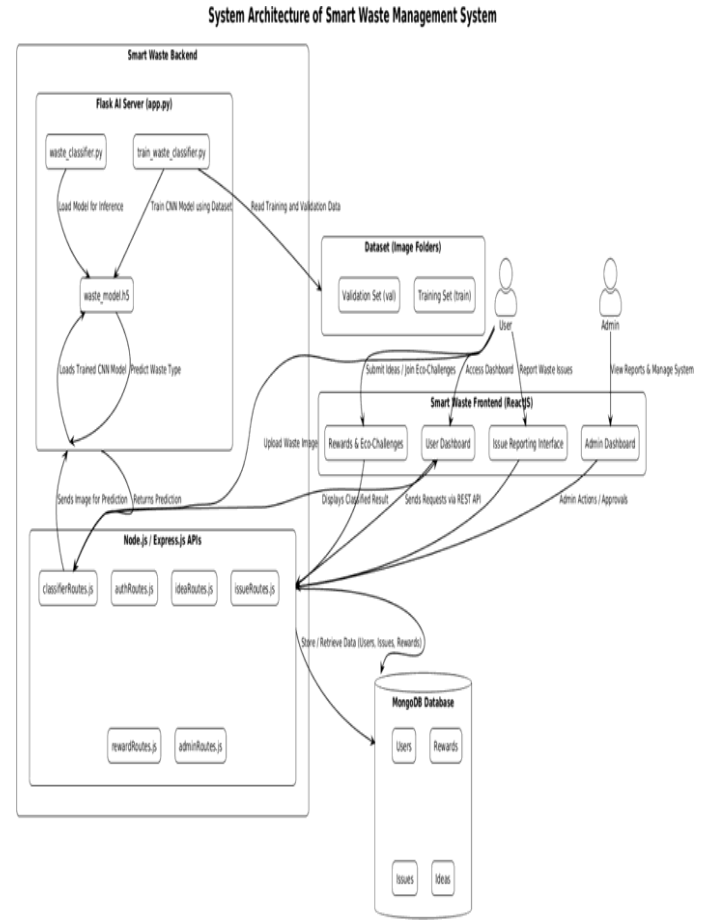 System Architecture of Smart Waste Management System
Smart Waste Backend
Flask AI Server (app.py)
waste_classifier.py
train_waste_classifier.py
Load Model for Inference
Train CNN Model using Dataset
Read Training and Validation Data
Dataset (Image Folders)
Validation Set (val)
Training Set (train)
waste_model.h5
User
Admin
Loads Trained CNN Model
Predict Waste Type
Submit Ideas / Join Eco-Challenges
Access Dashboard
Report Waste Issues
View Reports & Manage System
Smart Waste Frontend (ReactJS)
Upload Waste Image
Rewards & Eco-Challenges
User Dashboard
Issue Reporting Interface
Admin Dashboard
Sends Image for Prediction
Returns Prediction
Displays Classified Result
Sends Requests via REST API
Admin Actions / Approvals
Node.js / Express.js APIs
classifierRoutes.js
authRoutes.js
ideaRoutes.js
issueRoutes.js
Store / Retrieve Data (Users, Issues, Rewards)
MongoDB Database
rewardRoutes.js
adminRoutes.js
Users
Rewards
Issues
Ideas